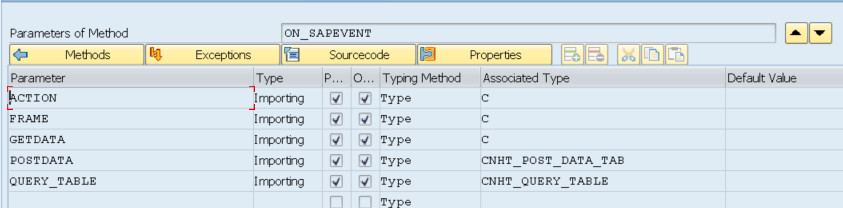 Parameters of Method ON_SAPEVENT
Methods Exceptions Sourcecode Properties
Parameter Type P... O... Typing Method Associated Type Default Value
ACTION Importing Type C
FRAME Importing Type C
GETDATA Importing Type C
POSTDATA Importing Type CNHT_POST_DATA_TAB
QUERY_TABLE Importing Type CNHT_QUERY_TABLE
Type